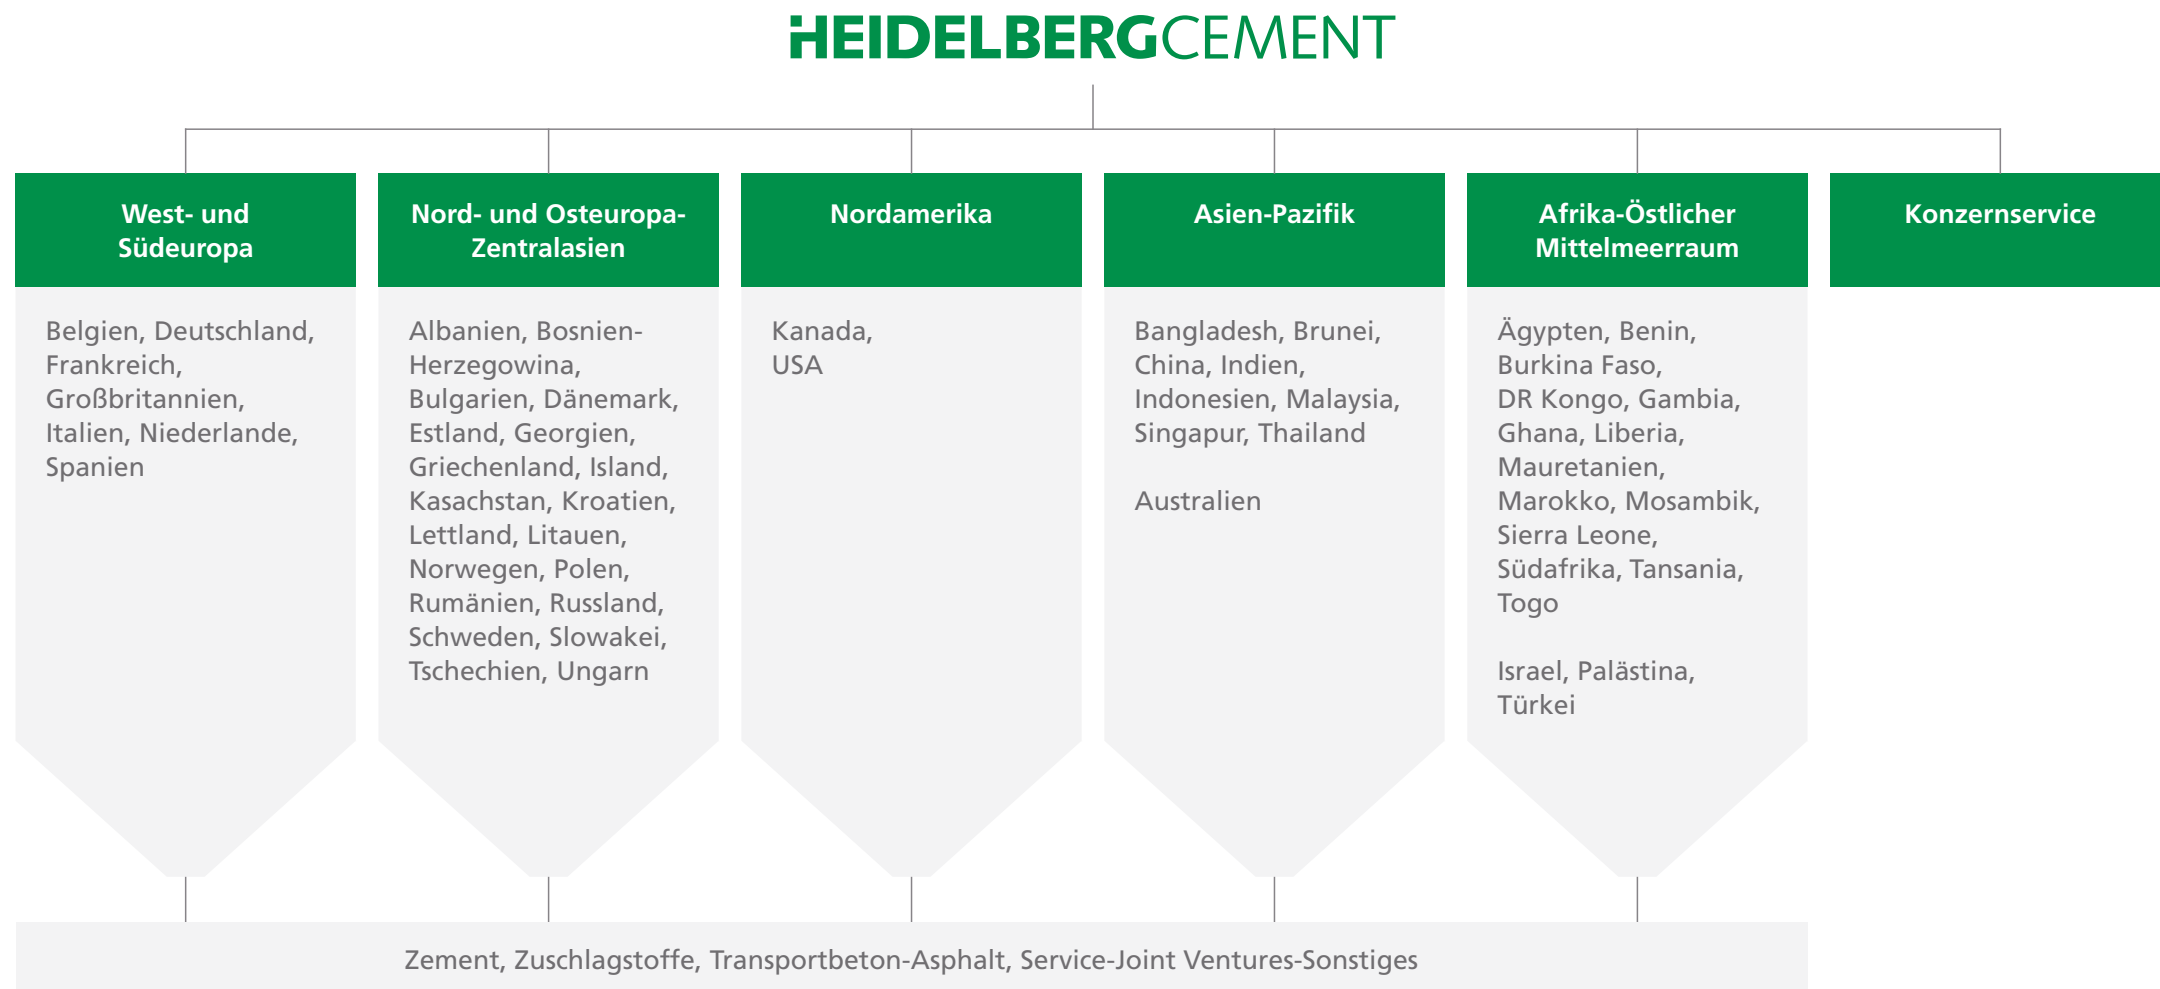 HEIDELBERGCEMENT
West- und
Südeuropa
Belgien, Deutschland,
Frankreich,
Großbritannien,
Italien, Niederlande,
Spanien
Nord- und Osteuropa-
Zentralasien
Albanien, Bosnien-
Herzegowina,
Bulgarien, Dänemark,
Estland, Georgien,
Griechenland, Island,
Kasachstan, Kroatien,
Lettland, Litauen,
Norwegen, Polen,
Rumänien, Russland,
Schweden, Slowakei,
Tschechien, Ungarn
Nordamerika
Kanada,
USA
Asien-Pazifik
Bangladesh, Brunei,
China, Indien,
Indonesien, Malaysia,
Singapur, Thailand
Australien
Afrika-Östlicher
Mittelmeerraum
Ägypten, Benin,
Burkina Faso,
DR Kongo, Gambia,
Ghana, Liberia,
Mauretanien,
Marokko, Mosambik,
Sierra Leone,
Südafrika, Tansania,
Togo
Israel, Palästina,
Türkei
Konzernservice
Zement, Zuschlagstoffe, Transportbeton-Asphalt, Service-Joint Ventures-Sonstiges